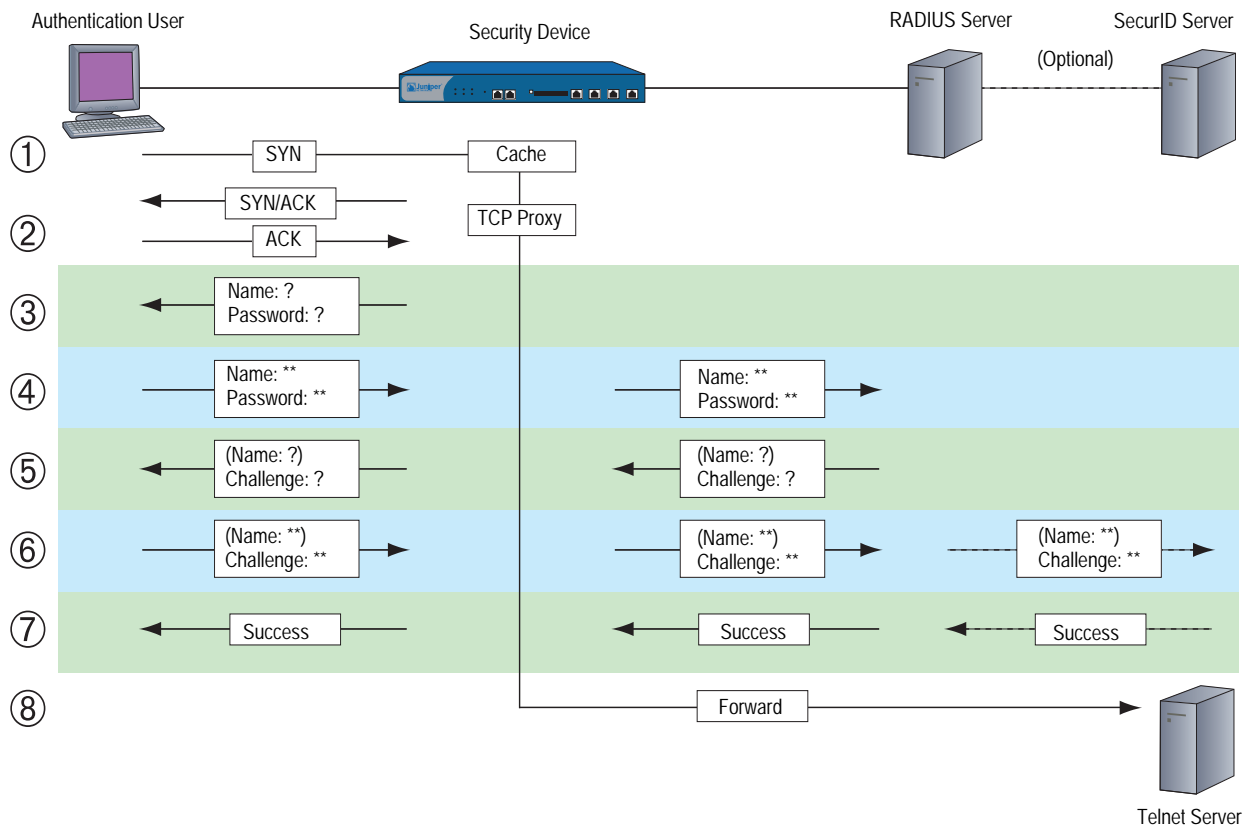 Authentication User
Security Device
RADIUS Server
SecurID Server
(Optional)
Juniper
1
SYN
Cache
2
SYN/ACK
TCP Proxy
ACK
3
Name: ?
Password: ?
4
Name: **
Password: **
Name: **
Password: **
5
(Name: ?)
Challenge: ?
(Name: ?)
Challenge: ?
6
(Name: **)
Challenge: **
(Name: **)
Challenge: **
(Name: **)
Challenge: **
7
Success
Success
Success
8
Forward
Telnet Server